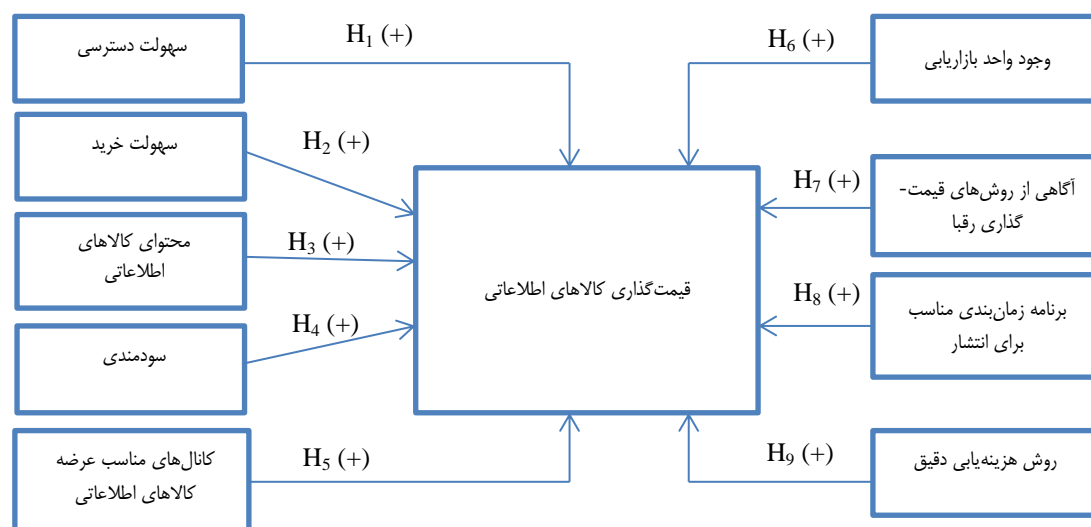 سهولت دسترسی
H₁ (+)
H₆ (+)
وجود واحد بازاریابی
سهولت خرید
H₂ (+)
H₇ (+)
آگاهی از روش‌های قیمت-
گذاری رقبا
محتوای کالاهای
اطلاعاتی
H₃ (+)
قیمت‌گذاری کالاهای اطلاعاتی
H₈ (+)
برنامه زمان‌بندی مناسب
برای انتشار
سودمندی
H₄ (+)
کانال‌های مناسب عرضه
کالاهای اطلاعاتی
H₅ (+)
H₉ (+)
روش هزینه‌یابی دقیق